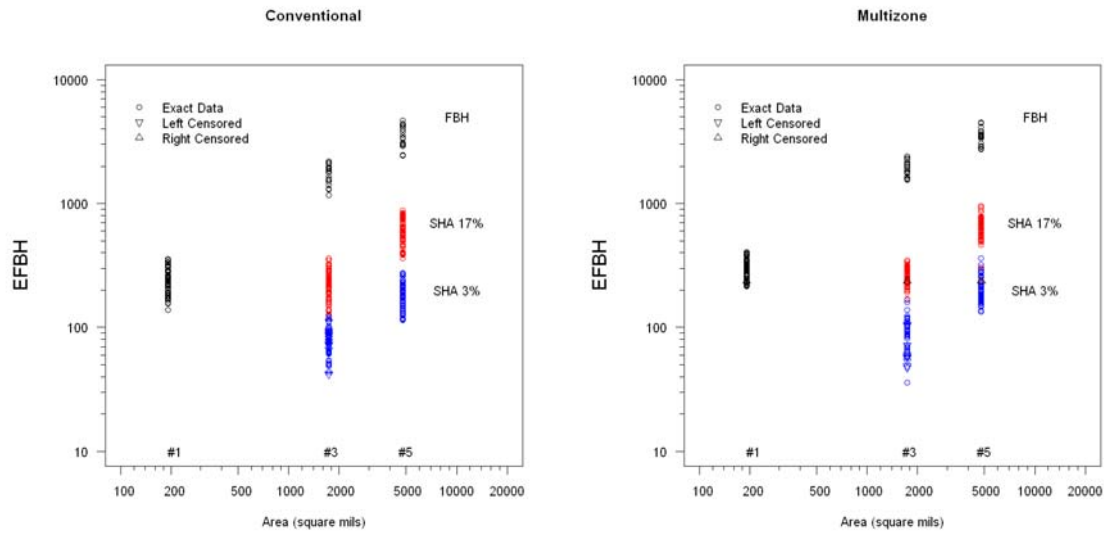 Conventional
10000
1000
100
10
EFBH
Exact Data
Left Censored
Right Censored
FBH
SHA 17%
SHA 3%
#1 #3 #5
100 200 500 1000 2000 5000 10000 20000
Area (square mils)
Multizone
10000
1000
100
10
EFBH
Exact Data
Left Censored
Right Censored
FBH
SHA 17%
SHA 3%
#1 #3 #5
100 200 500 1000 2000 5000 10000 20000
Area (square mils)